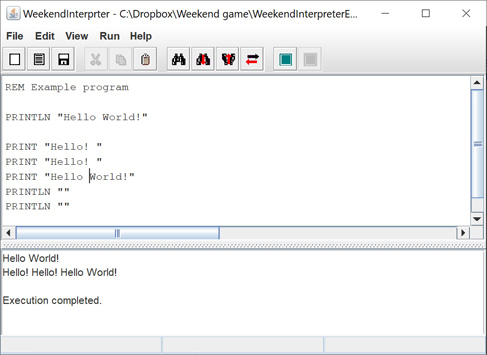 WeekendInterprter - C:\Dropbox\Weekend game\WeekendInterpreterE...
File Edit View Run Help
REM Example program
PRINTLN "Hello World!"
PRINT "Hello! "
PRINT "Hello! "
PRINT "Hello World!"
PRINTLN ""
PRINTLN ""
Hello World!
Hello! Hello! Hello World!
Execution completed.